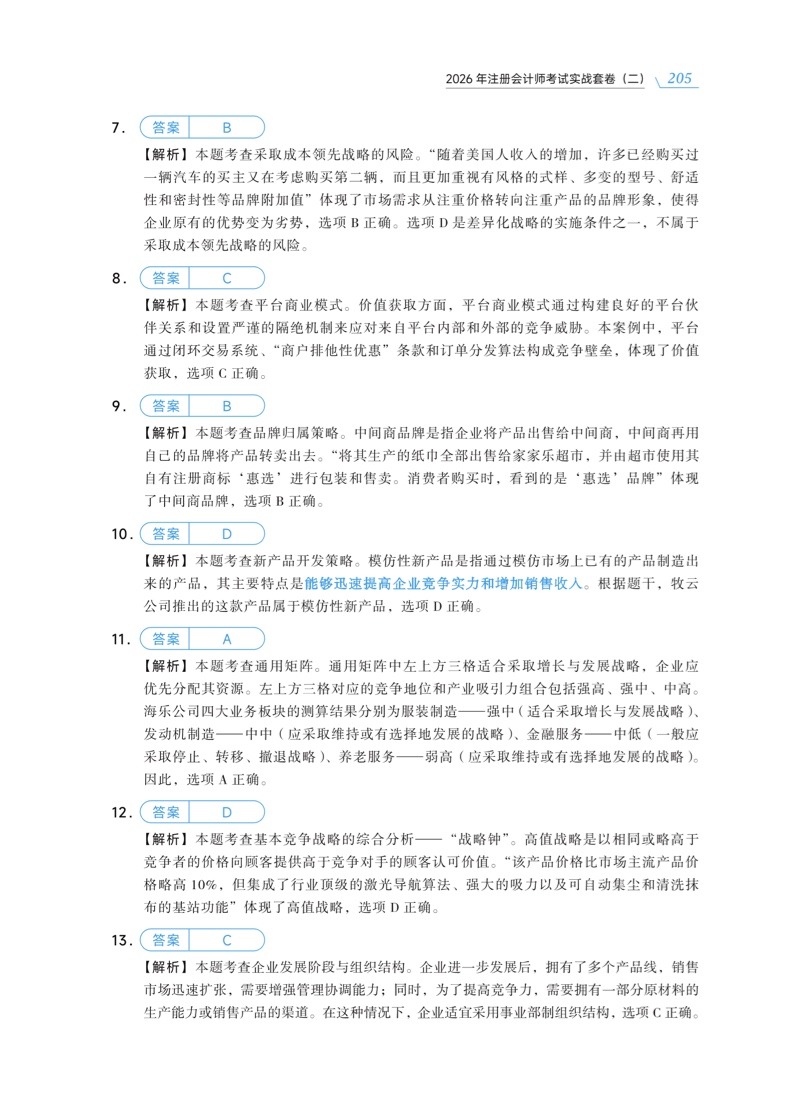 2026 年注册会计师考试实战套卷（二） 205
7. 答案 B
【解析】本题考查采取成本领先战略的风险。“随着美国人收入的增加，许多已经购买过
一辆汽车的买主又在考虑购买第二辆，而且更加重视有风格的式样、多变的型号、舒适
性和密封性等品牌附加值”体现了市场需求从注重价格转向注重产品的品牌形象，使得
企业原有的优势变为劣势，选项 B 正确。选项 D 是差异化战略的实施条件之一，不属于
采取成本领先战略的风险。
8. 答案 C
【解析】本题考查平台商业模式。价值获取方面，平台商业模式通过构建良好的平台伙
伴关系和设置严谨的隔绝机制来应对来自平台内部和外部的竞争威胁。本案例中，平台
通过闭环交易系统、“商户排他性优惠”条款和订单分发算法构成竞争壁垒，体现了价值
获取，选项 C 正确。
9. 答案 B
【解析】本题考查品牌归属策略。中间商品牌是指企业将产品出售给中间商，中间商再用
自己的品牌将产品转卖出去。“将其生产的纸巾全部出售给家家乐超市，并由超市使用其
自有注册商标‘惠选’进行包装和售卖。消费者购买时，看到的是‘惠选’品牌”体现
了中间商品牌，选项 B 正确。
10. 答案 D
【解析】本题考查新产品开发策略。模仿性新产品是指通过模仿市场上已有的产品制造出
来的产品，其主要特点是能够迅速提高企业竞争实力和增加销售收入。根据题干，牧云
公司推出的这款产品属于模仿性新产品，选项 D 正确。
11. 答案 A
【解析】本题考查通用矩阵。通用矩阵中左上方三格适合采取增长与发展战略，企业应
优先分配其资源。左上方三格对应的竞争地位和产业吸引力组合包括强高、强中、中高。
海乐公司四大业务板块的测算结果分别为服装制造——强中（适合采取增长与发展战略）、
发动机制造——中中（应采取维持或有选择地发展的战略）、金融服务——中低（一般应
采取停止、转移、撤退战略）、养老服务——弱高（应采取维持或有选择地发展的战略）。
因此，选项 A 正确。
12. 答案 D
【解析】本题考查基本竞争战略的综合分析——“战略钟”。高值战略是以相同或略高于
竞争者的价格向顾客提供高于竞争对手的顾客认可价值。“该产品价格比市场主流产品价
格略高 10%，但集成了行业顶级的激光导航算法、强大的吸力以及可自动集尘和清洗抹
布的基站功能”体现了高值战略，选项 D 正确。
13. 答案 C
【解析】本题考查企业发展阶段与组织结构。企业进一步发展后，拥有了多个产品线，销售
市场迅速扩张，需要增强管理协调能力；同时，为了提高竞争力，需要拥有一部分原材料的
生产能力或销售产品的渠道。在这种情况下，企业适宜采用事业部制组织结构，选项 C 正确。